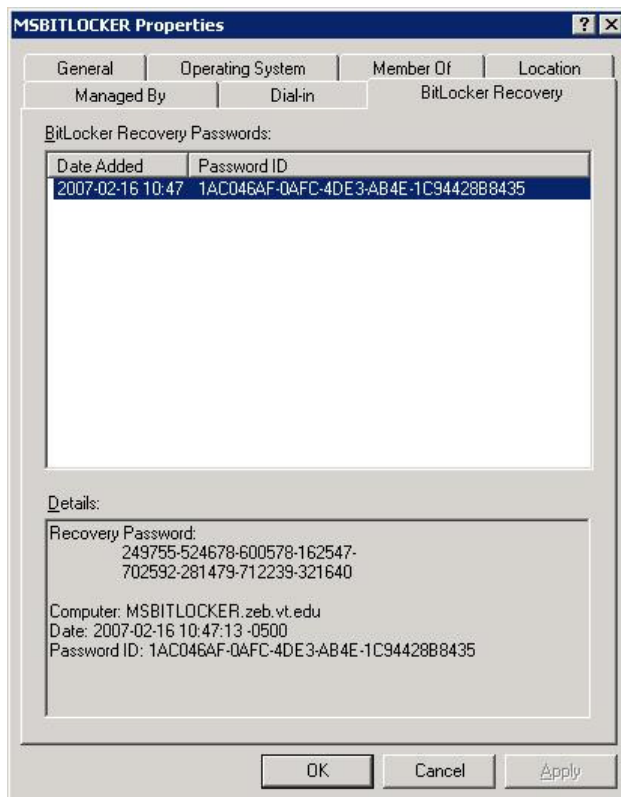 MSBITLOCKER Properties
General Operating System Member Of Location
Managed By Dial-in BitLocker Recovery
BitLocker Recovery Passwords:
Date Added Password ID
2007-02-16 10:47 1AC046AF-0AFC-4DE3-AB4E-1C94428B8435
Details:
Recovery Password:
249755-524678-600578-162547-
702592-281479-712239-321640
Computer: MSBITLOCKER.zeb.vt.edu
Date: 2007-02-16 10:47:13 -0500
Password ID: 1AC046AF-0AFC-4DE3-AB4E-1C94428B8435
OK Cancel Apply